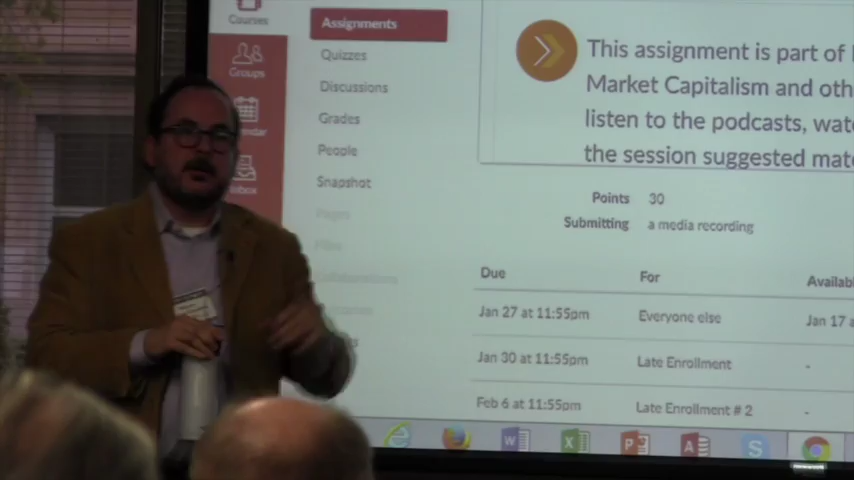 Courses
Groups
Assignments
Quizzes
Discussions
Grades
People
Snapshot
This assignment is part of
Market Capitalism and oth
listen to the podcasts, wat
the session suggested mate
Points 30
Submitting a media recording
Due For Availab
Jan 27 at 11:55pm Everyone else Jan 17 a
Jan 30 at 11:55pm Late Enrollment -
Feb 6 at 11:55pm Late Enrollment # 2 -